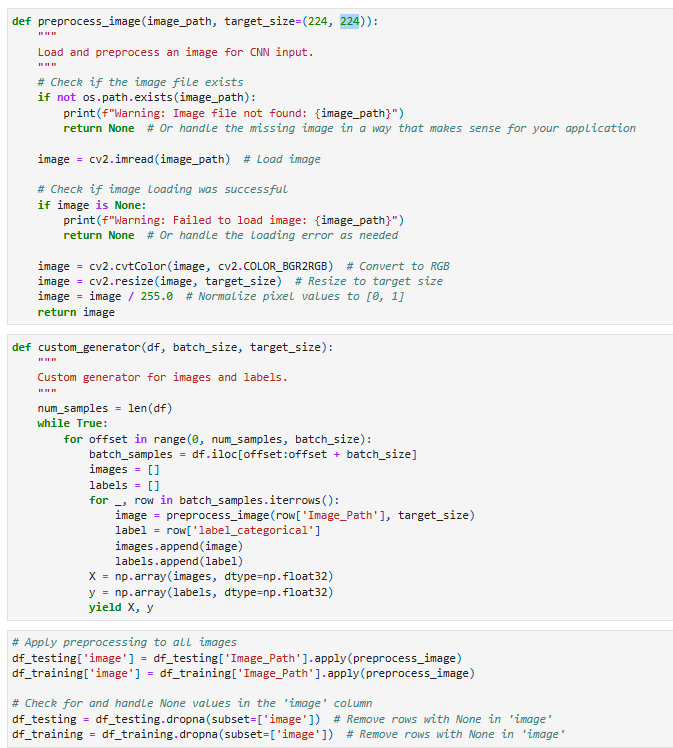 def preprocess_image(image_path, target_size=(224, 224)):
    """
    Load and preprocess an image for CNN input.
    """
    # Check if the image file exists
    if not os.path.exists(image_path):
        print(f"Warning: Image file not found: {image_path}")
        return None  # Or handle the missing image in a way that makes sense for your application

    image = cv2.imread(image_path)  # Load image

    # Check if image loading was successful
    if image is None:
        print(f"Warning: Failed to load image: {image_path}")
        return None  # Or handle the loading error as needed

    image = cv2.cvtColor(image, cv2.COLOR_BGR2RGB)  # Convert to RGB
    image = cv2.resize(image, target_size)  # Resize to target size
    image = image / 255.0  # Normalize pixel values to [0, 1]
    return image

def custom_generator(df, batch_size, target_size):
    """
    Custom generator for images and labels.
    """
    num_samples = len(df)
    while True:
        for offset in range(0, num_samples, batch_size):
            batch_samples = df.iloc[offset:offset + batch_size]
            images = []
            labels = []
            for _, row in batch_samples.iterrows():
                image = preprocess_image(row['Image_Path'], target_size)
                label = row['label_categorical']
                images.append(image)
                labels.append(label)
            X = np.array(images, dtype=np.float32)
            y = np.array(labels, dtype=np.float32)
            yield X, y

# Apply preprocessing to all images
df_testing['image'] = df_testing['Image_Path'].apply(preprocess_image)
df_training['image'] = df_training['Image_Path'].apply(preprocess_image)

# Check for and handle None values in the 'image' column
df_testing = df_testing.dropna(subset=['image'])  # Remove rows with None in 'image'
df_training = df_training.dropna(subset=['image'])  # Remove rows with None in 'image'